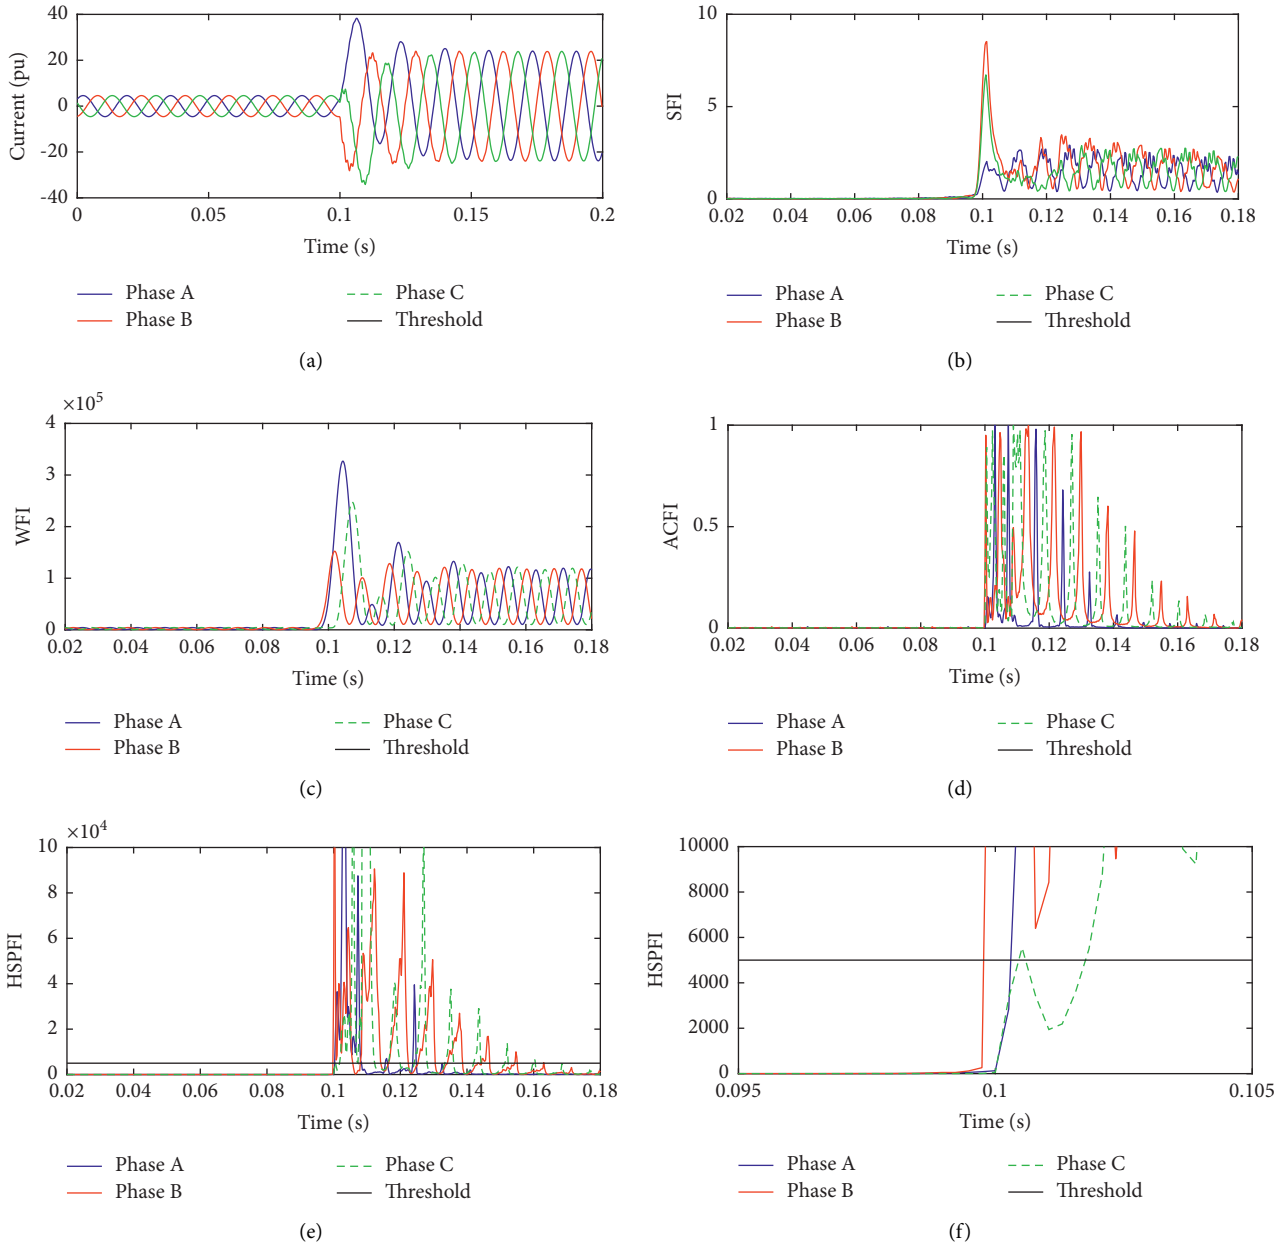 40
20
0
-20
-40
Current (pu)
0 0.05 0.1 0.15 0.2
Time (s)
Phase A Phase C
Phase B Threshold
(a)
10
5
0
SFI
0.02 0.04 0.06 0.08 0.1 0.12 0.14 0.16 0.18
Time (s)
Phase A Phase C
Phase B Threshold
(b)
×10⁵
4
3
2
1
0
WFI
0.02 0.04 0.06 0.08 0.1 0.12 0.14 0.16 0.18
Time (s)
Phase A Phase C
Phase B Threshold
(c)
1
0.5
0
ACFI
0.02 0.04 0.06 0.08 0.1 0.12 0.14 0.16 0.18
Time (s)
Phase A Phase C
Phase B Threshold
(d)
×10⁴
10
8
6
4
2
0
HSPFI
0.02 0.04 0.06 0.08 0.1 0.12 0.14 0.16 0.18
Time (s)
Phase A Phase C
Phase B Threshold
(e)
10000
8000
6000
4000
2000
0
HSPFI
0.095 0.1 0.105
Time (s)
Phase A Phase C
Phase B Threshold
(f)